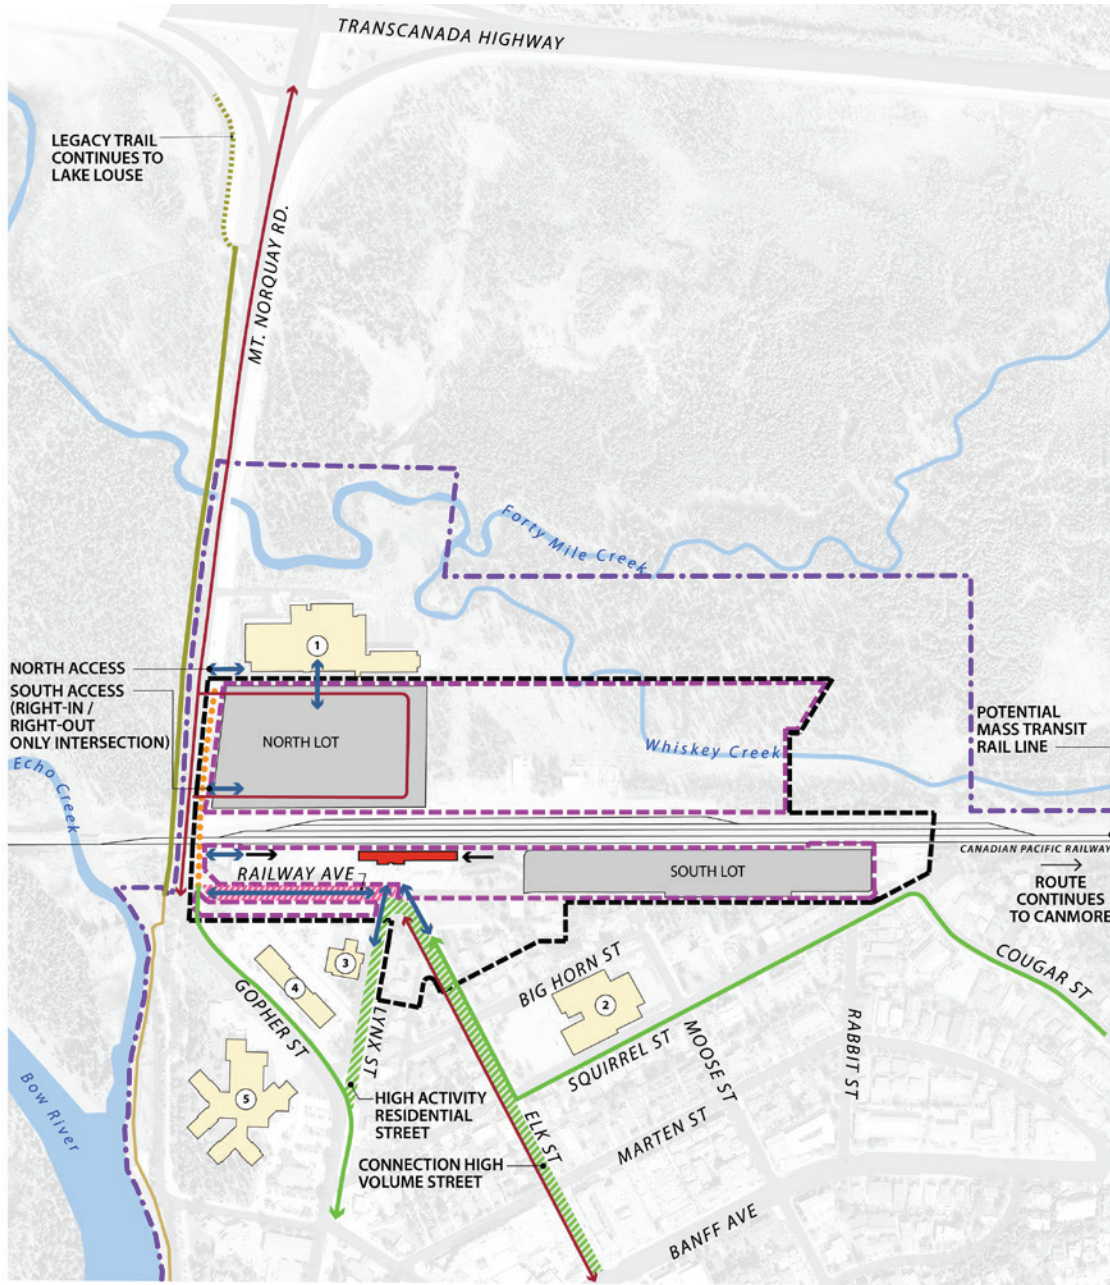 TRANSCANADA HIGHWAY
LEGACY TRAIL
CONTINUES TO
LAKE LOUSE
MT. NORQUAY RD.
Forty Mile Creek
1
NORTH ACCESS
SOUTH ACCESS
(RIGHT-IN /
RIGHT-OUT
ONLY INTERSECTION)
NORTH LOT
POTENTIAL
MASS TRANSIT
RAIL LINE
Whiskey Creek
Echo Creek
CANADIAN PACIFIC RAILWAY
RAILWAY AVE
SOUTH LOT
ROUTE
CONTINUES
TO CANMORE
3
4
BIG HORN ST
COUGAR ST
2
GOPHER ST
LYNX ST
SQUIRREL ST
MOOSE ST
RABBIT ST
5
Bow River
HIGH ACTIVITY
RESIDENTIAL
STREET
ELK ST
MARTEN ST
CONNECTION HIGH
VOLUME STREET
BANFF AVE